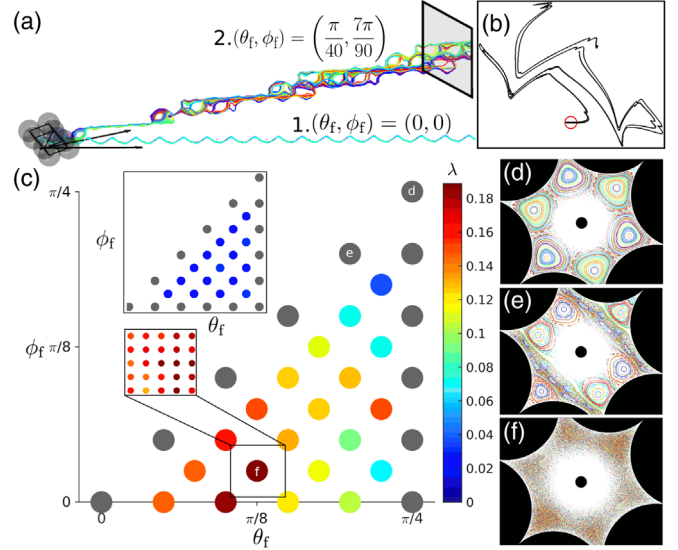 (a)
2.(θf, ϕf) = (π/40, 7π/90)
1.(θf, ϕf) = (0, 0)
(b)
(c)
π/4
ϕf
θf
ϕf π/8
0
0
π/8
π/4
θf
d
e
f
λ
0.18
0.16
0.14
0.12
0.10
0.08
0.06
0.04
0.02
0
(d)
(e)
(f)